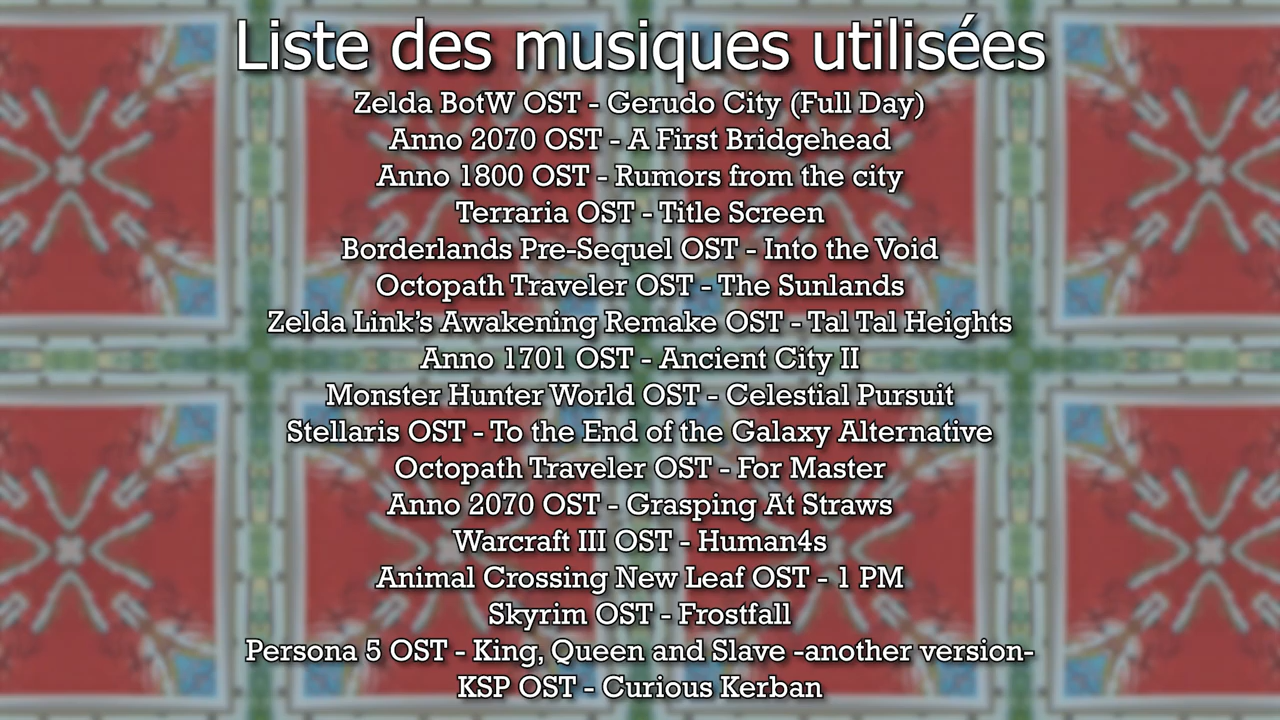 Liste des musiques utilisées
Zelda BotW OST - Gerudo City (Full Day)
Anno 2070 OST - A First Bridgehead
Anno 1800 OST - Rumors from the city
Terraria OST - Title Screen
Borderlands Pre-Sequel OST - Into the Void
Octopath Traveler OST - The Sunlands
Zelda Link's Awakening Remake OST - Tal Tal Heights
Anno 1701 OST - Ancient City II
Monster Hunter World OST - Celestial Pursuit
Stellaris OST - To the End of the Galaxy Alternative
Octopath Traveler OST - For Master
Anno 2070 OST - Grasping At Straws
Warcraft III OST - Human4s
Animal Crossing New Leaf OST - 1 PM
Skyrim OST - Frostfall
Persona 5 OST - King, Queen and Slave -another version-
KSP OST - Curious Kerban